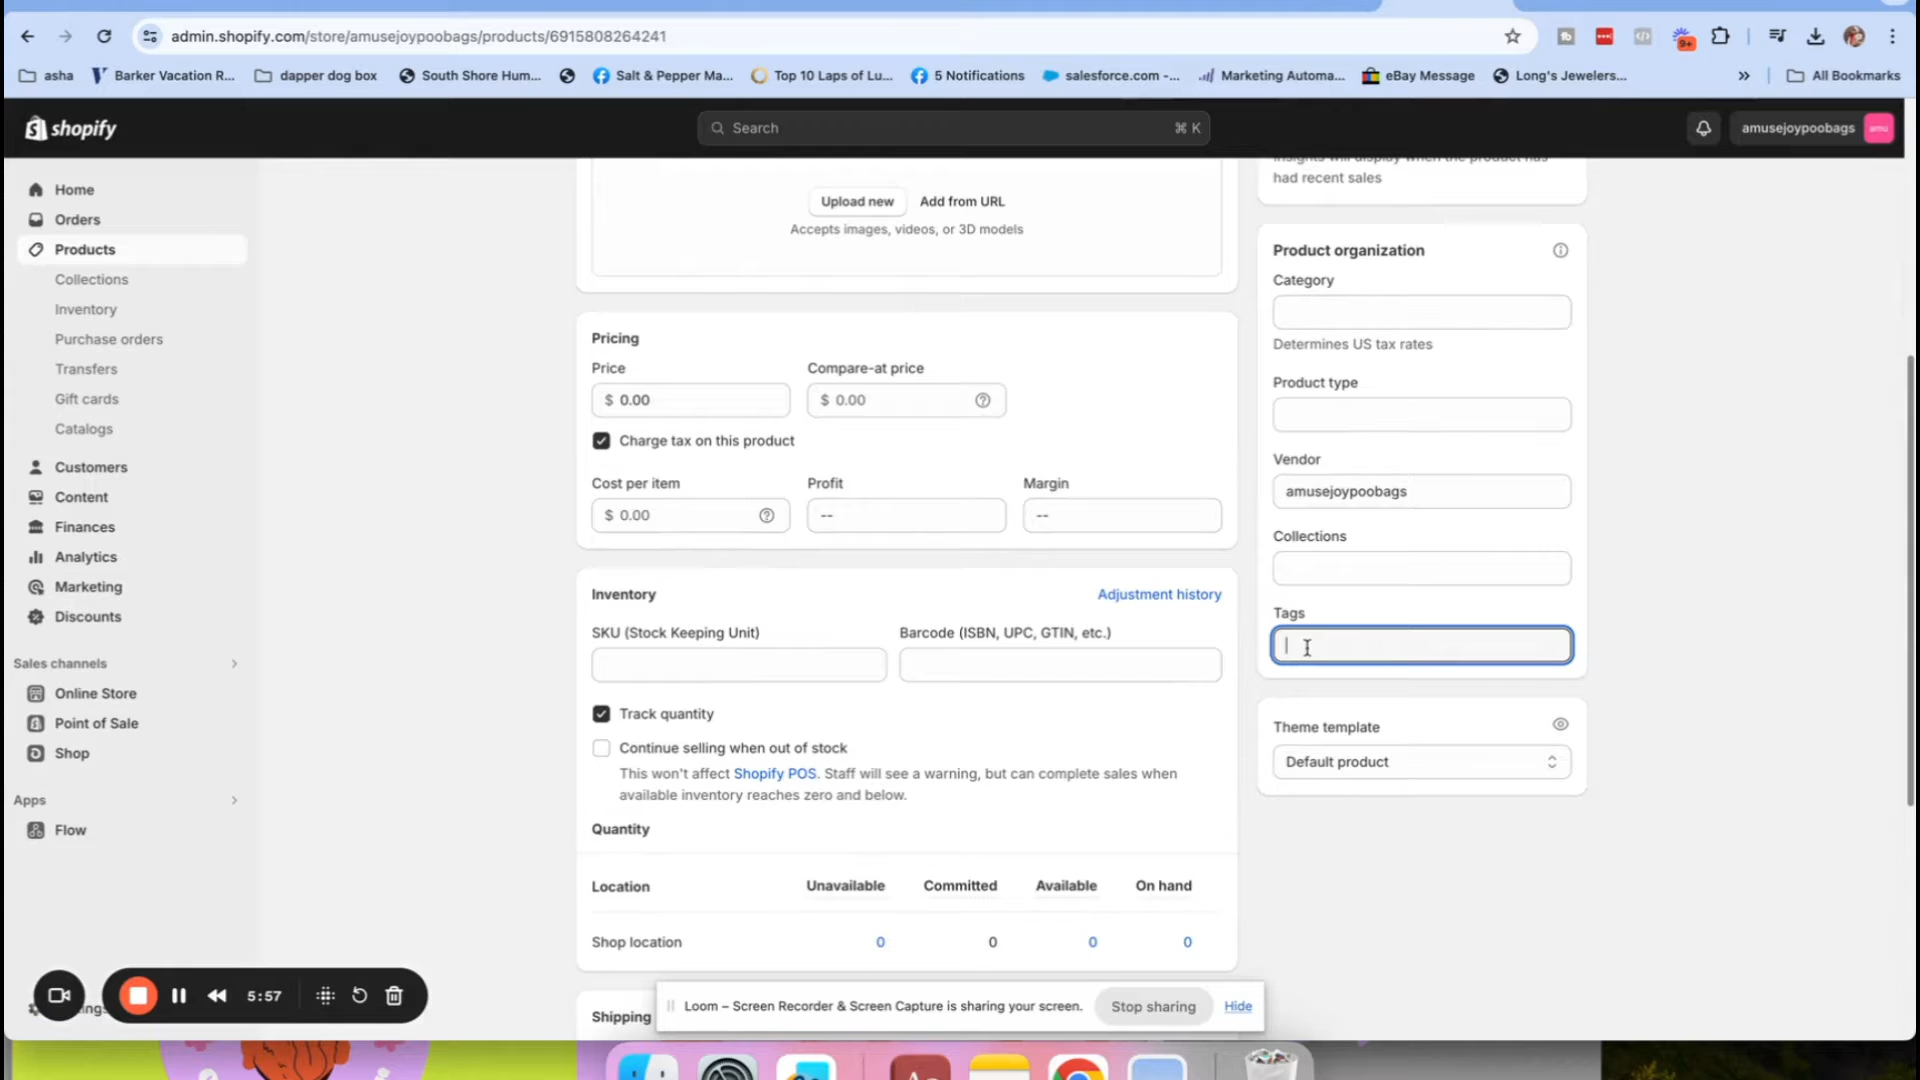 admin.shopify.com/store/amusejoypoobags/products/6915808264241
9+
asha
Barker Vacation R...
dapper dog box
South Shore Hum...
Salt & Pepper Ma...
Top 10 Laps of Lu...
5 Notifications
salesforce.com -...
Marketing Automa...
eBay Message
Long's Jewelers...
»
All Bookmarks
shopify
Search
⌘ K
amusejoypoobags
amu
Home
Orders
Products
Collections
Inventory
Purchase orders
Transfers
Gift cards
Catalogs
Customers
Content
Finances
Analytics
Marketing
Discounts
Sales channels
Online Store
Point of Sale
Shop
Apps
Flow
Upload new
Add from URL
Accepts images, videos, or 3D models
Pricing
Price
Compare-at price
$ 0.00
$ 0.00
Charge tax on this product
Cost per item
Profit
Margin
$ 0.00
--
--
Inventory
Adjustment history
SKU (Stock Keeping Unit)
Barcode (ISBN, UPC, GTIN, etc.)
Track quantity
Continue selling when out of stock
This won't affect Shopify POS. Staff will see a warning, but can complete sales when
available inventory reaches zero and below.
Quantity
Location
Unavailable
Committed
Available
On hand
Shop location
0
0
0
0
Shipping
insights will display when the product has
had recent sales
Product organization
Category
Determines US tax rates
Product type
Vendor
amusejoypoobags
Collections
Tags
Theme template
Default product
5:57
Loom – Screen Recorder & Screen Capture is sharing your screen.
Stop sharing
Hide